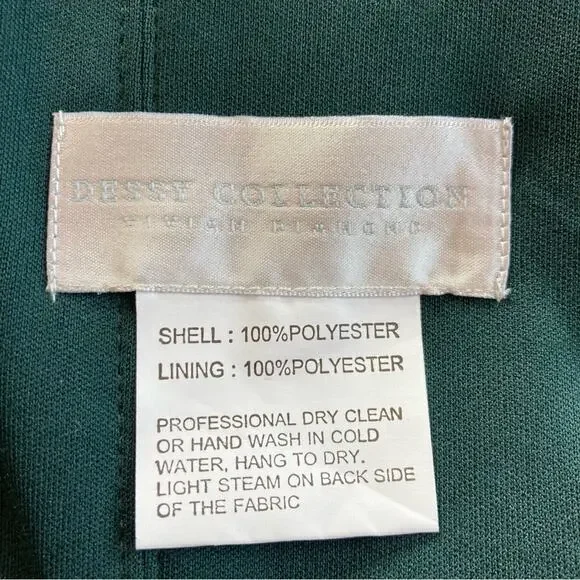 DESSY COLLECTION
VIVIAN DIAMOND
SHELL : 100%POLYESTER
LINING : 100%POLYESTER
PROFESSIONAL DRY CLEAN
OR HAND WASH IN COLD
WATER, HANG TO DRY.
LIGHT STEAM ON BACK SIDE
OF THE FABRIC